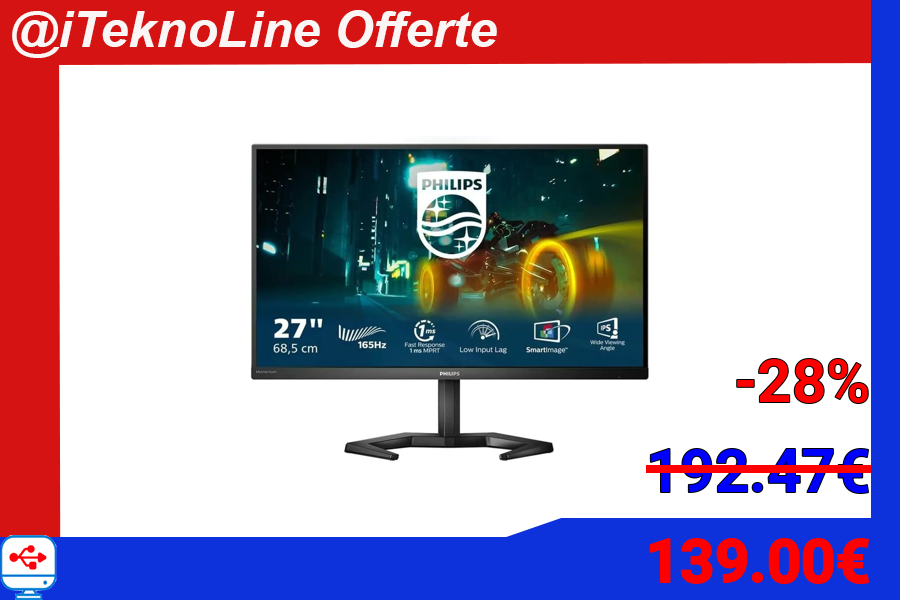 @iTeknoLine Offerte
PHILIPS
27"
68,5 cm
165Hz
1ms
Fast Response
1 ms MPRT
Low Input Lag
SmartImage™
IPS
Wide Viewing
Angle
PHILIPS
-28%
192.47€
139.00€